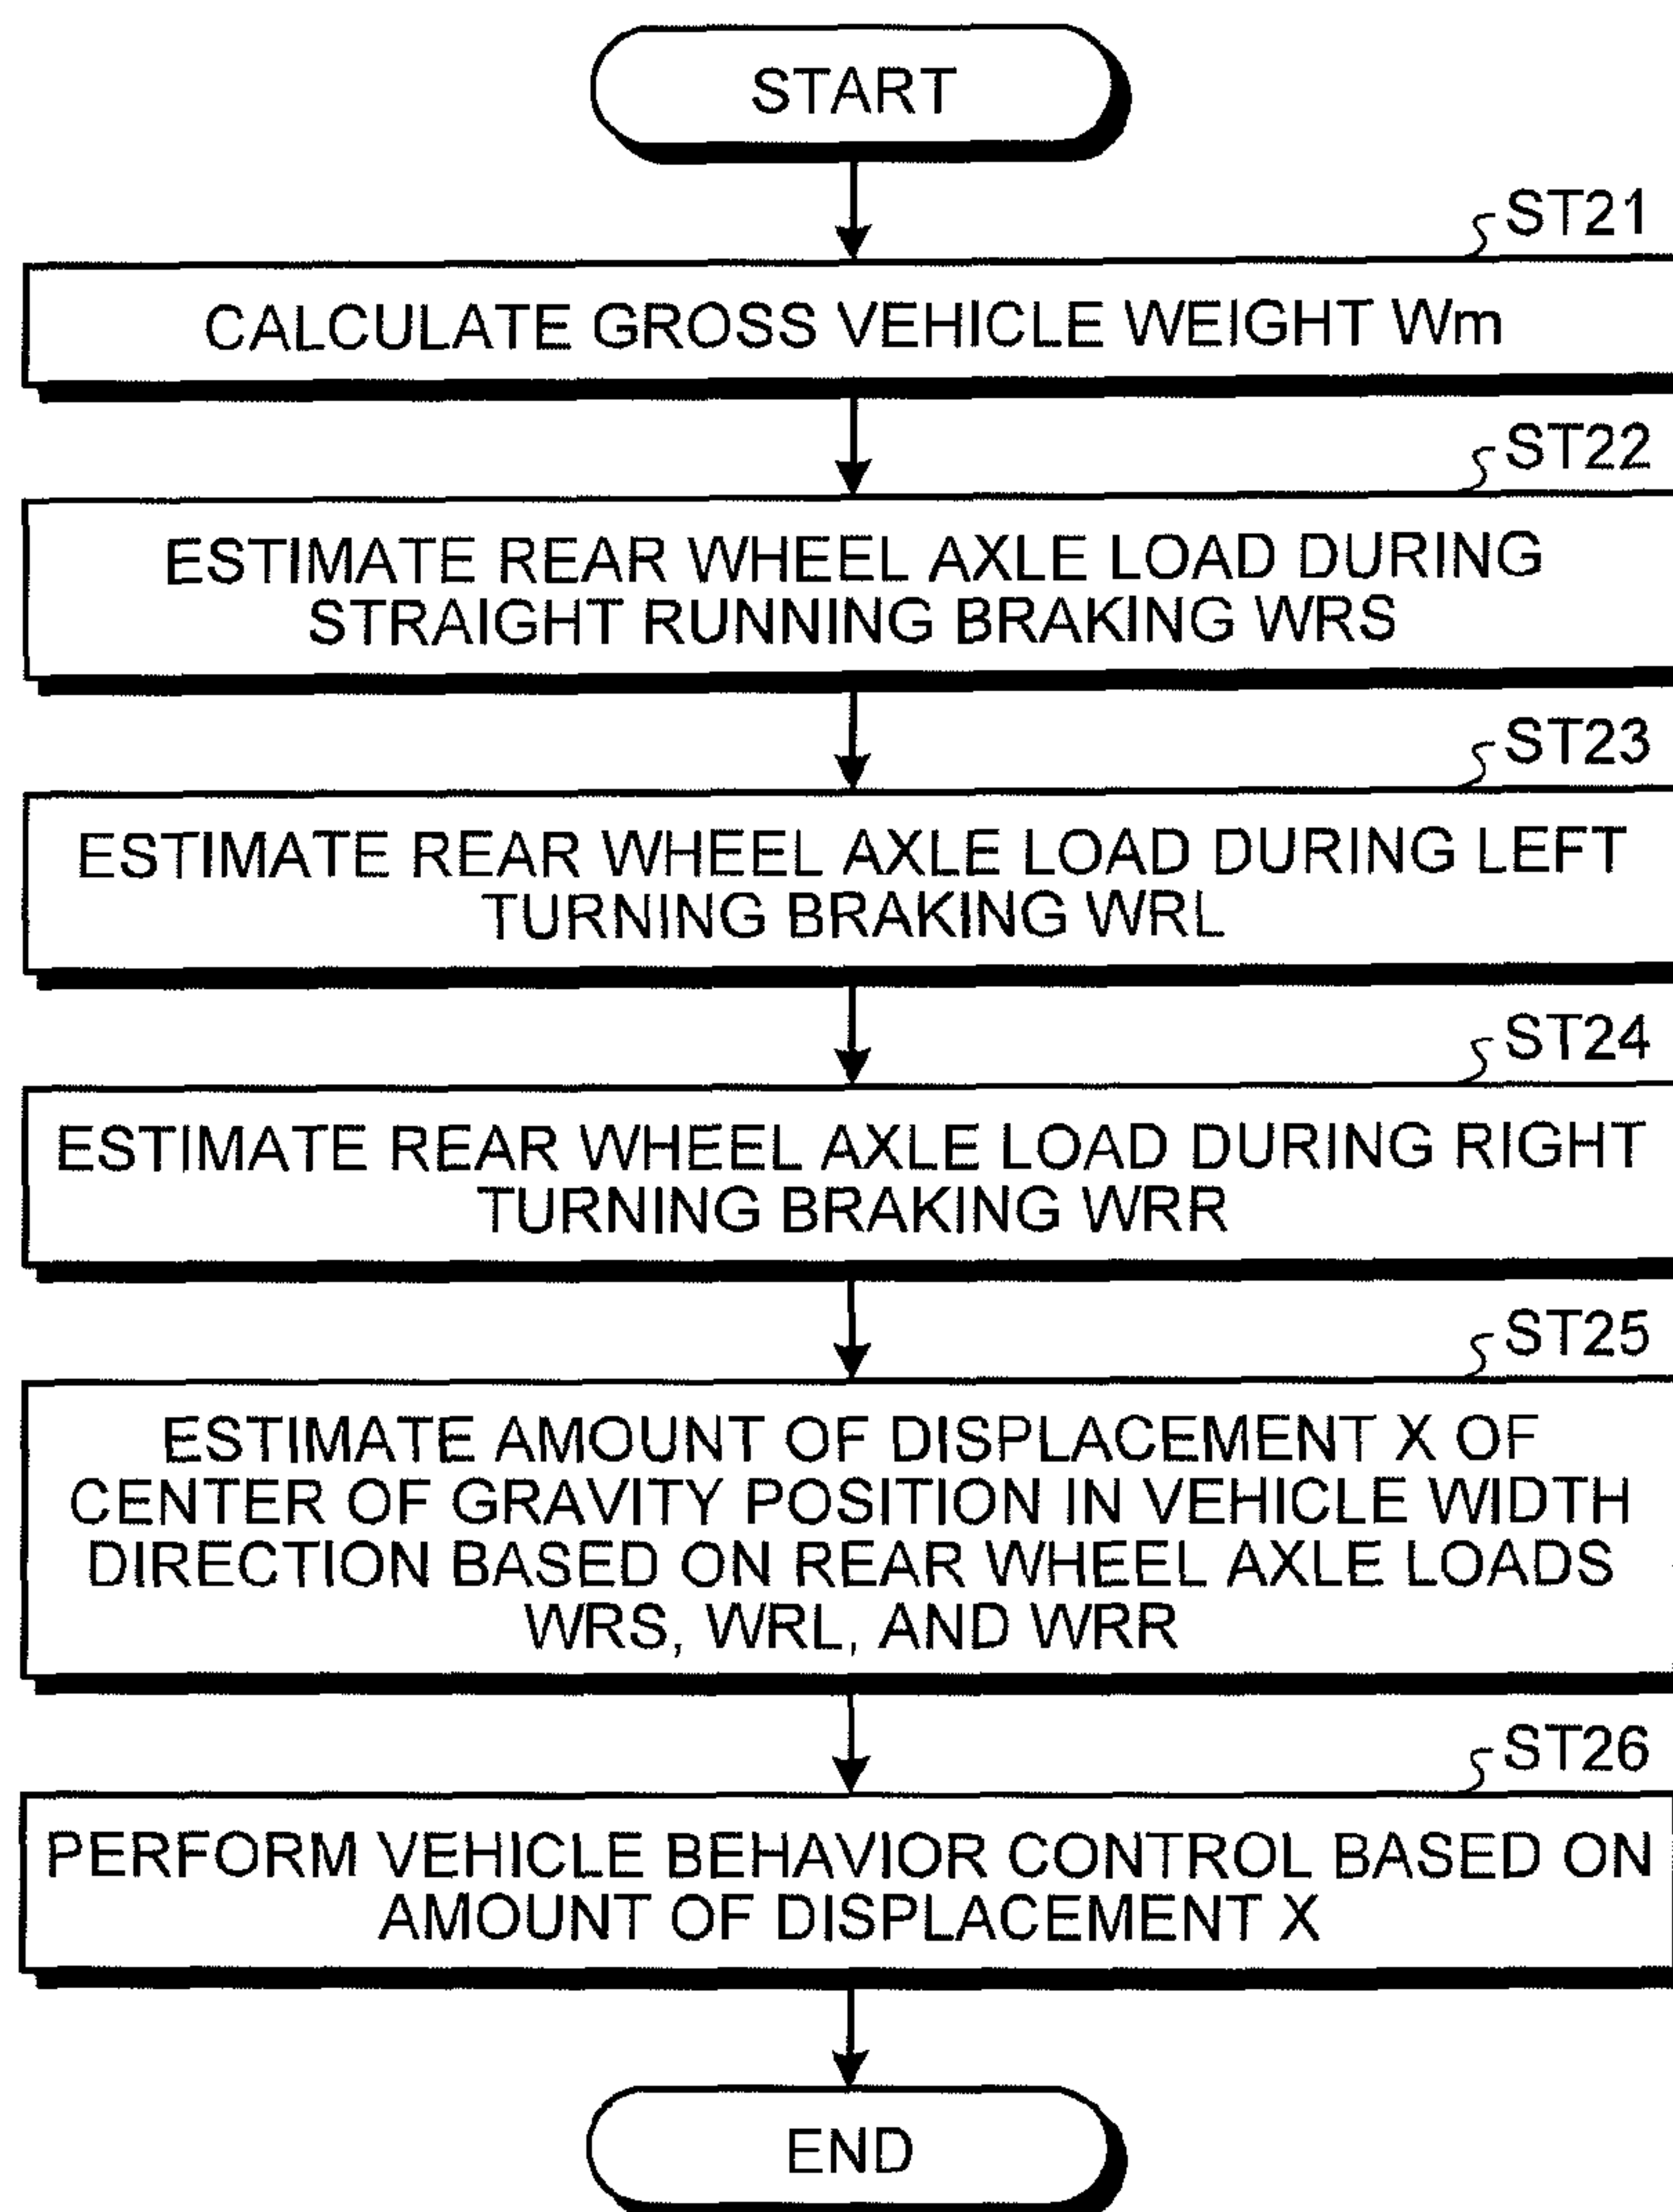 START
ST21
CALCULATE GROSS VEHICLE WEIGHT Wm
ST22
ESTIMATE REAR WHEEL AXLE LOAD DURING
STRAIGHT RUNNING BRAKING WRS
ST23
ESTIMATE REAR WHEEL AXLE LOAD DURING LEFT
TURNING BRAKING WRL
ST24
ESTIMATE REAR WHEEL AXLE LOAD DURING RIGHT
TURNING BRAKING WRR
ST25
ESTIMATE AMOUNT OF DISPLACEMENT X OF
CENTER OF GRAVITY POSITION IN VEHICLE WIDTH
DIRECTION BASED ON REAR WHEEL AXLE LOADS
WRS, WRL, AND WRR
ST26
PERFORM VEHICLE BEHAVIOR CONTROL BASED ON
AMOUNT OF DISPLACEMENT X
END